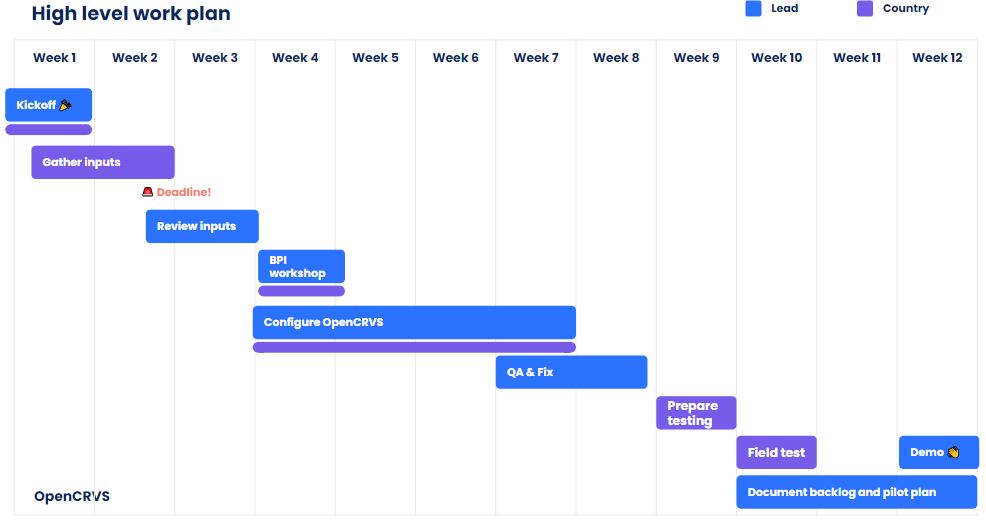 High level work plan
Lead
Country
Week 1
Week 2
Week 3
Week 4
Week 5
Week 6
Week 7
Week 8
Week 9
Week 10
Week 11
Week 12
Kickoff 🎉
Gather inputs
🚨 Deadline!
Review inputs
BPI
workshop
Configure OpenCRVS
QA & Fix
Prepare
testing
Field test
Demo 👏
Document backlog and pilot plan
OpenCRVS